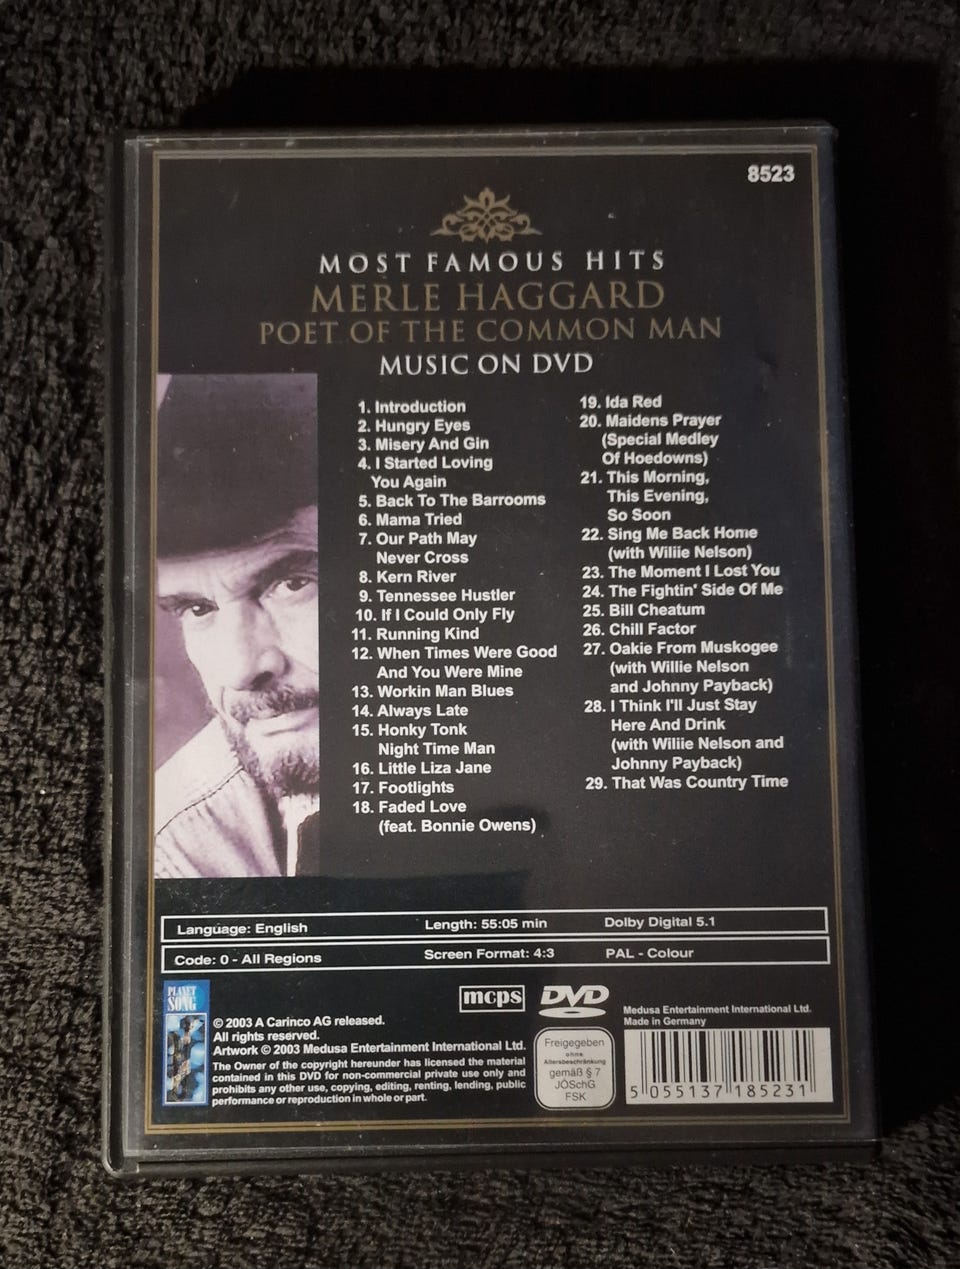 8523
MOST FAMOUS HITS
MERLE HAGGARD
POET OF THE COMMON MAN
MUSIC ON DVD
1. Introduction
2. Hungry Eyes
3. Misery And Gin
4. I Started Loving
You Again
5. Back To The Barrooms
6. Mama Tried
7. Our Path May
Never Cross
8. Kern River
9. Tennessee Hustler
10. If I Could Only Fly
11. Running Kind
12. When Times Were Good
And You Were Mine
13. Workin Man Blues
14. Always Late
15. Honky Tonk
Night Time Man
16. Little Liza Jane
17. Footlights
18. Faded Love
(feat. Bonnie Owens)
19. Ida Red
20. Maidens Prayer
(Special Medley
Of Hoedowns)
21. This Morning,
This Evening,
So Soon
22. Sing Me Back Home
(with Wiliie Nelson)
23. The Moment I Lost You
24. The Fightin' Side Of Me
25. Bill Cheatum
26. Chill Factor
27. Oakie From Muskogee
(with Willie Nelson
and Johnny Payback)
28. I Think I'll Just Stay
Here And Drink
(with Wiliie Nelson and
Johnny Payback)
29. That Was Country Time
Language: English Length: 55:05 min Dolby Digital 5.1
Code: 0 - All Regions Screen Format: 4:3 PAL - Colour
PLANET
SONG
© 2003 A Carinco AG released.
All rights reserved.
Artwork © 2003 Medusa Entertainment International Ltd.
The Owner of the copyright hereunder has licensed the material
contained in this DVD for non-commercial private use only and
prohibits any other use, copying, editing, renting, lending, public
performance or reproduction in whole or part.
mcps
DVD
VIDEO
Freigegeben
ohne
Altersbeschränkung
gemäß § 7
JÖSchG
FSK
Medusa Entertainment International Ltd.
Made in Germany
5 055137 185231